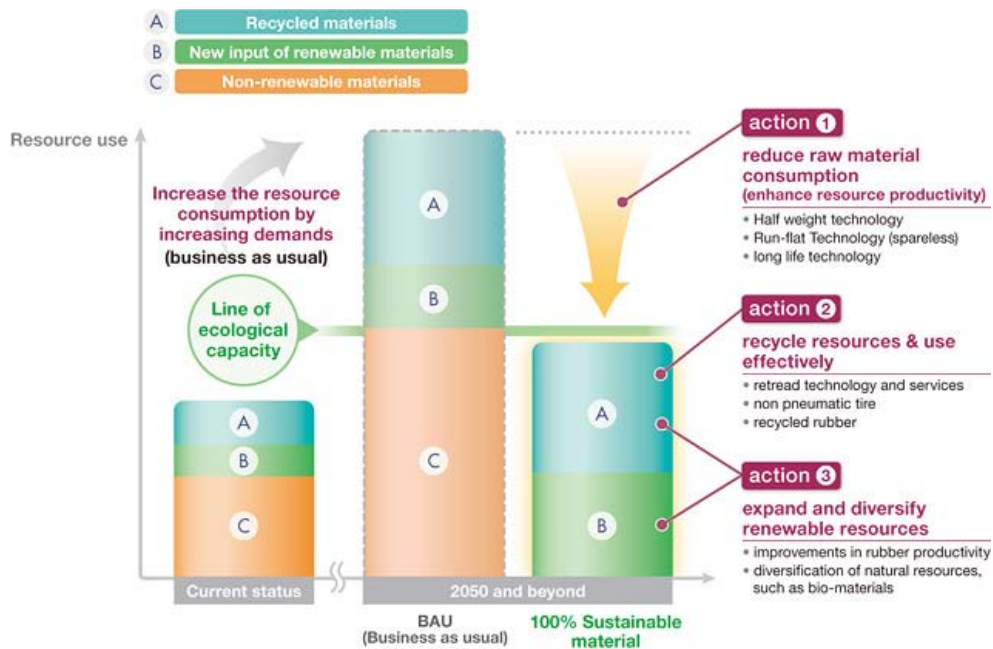 A Recycled materials
B New input of renewable materials
C Non-renewable materials
Resource use
Increase the resource
consumption by
increasing demands
(business as usual)
Line of
ecological
capacity
A
B
C
A
B
C
A
B
Current status
2050 and beyond
BAU
(Business as usual)
100% Sustainable
material
action 1
reduce raw material
consumption
(enhance resource productivity)
• Half weight technology
• Run-flat Technology (spareless)
• long life technology
action 2
recycle resources & use
effectively
• retread technology and services
• non pneumatic tire
• recycled rubber
action 3
expand and diversify
renewable resources
• improvements in rubber productivity
• diversification of natural resources,
such as bio-materials